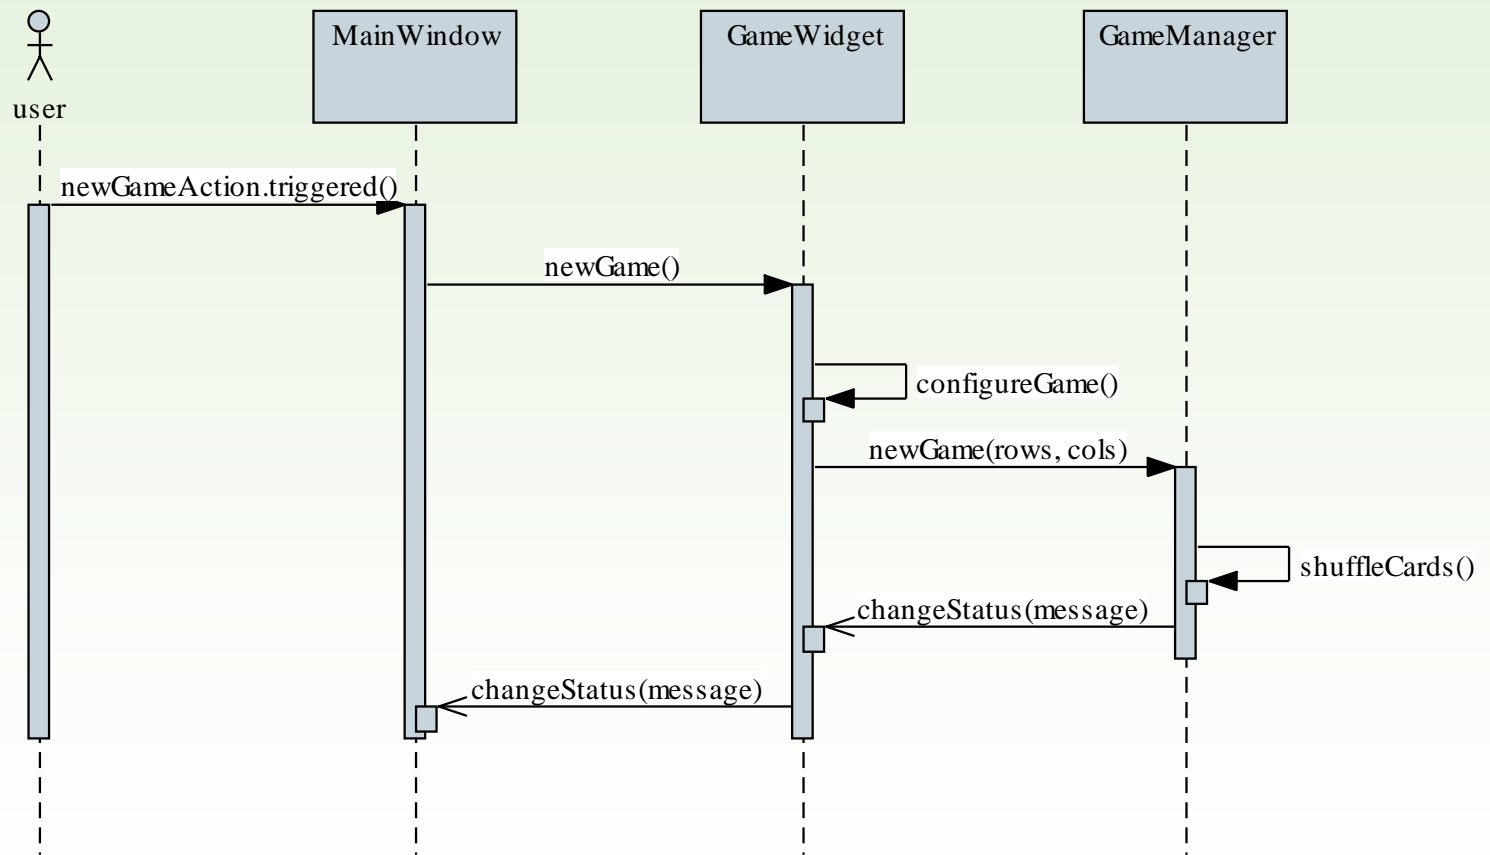 MainWindow
GameWidget
GameManager
user
newGameAction.triggered()
newGame()
configureGame()
newGame(rows, cols)
shuffleCards()
changeStatus(message)
changeStatus(message)